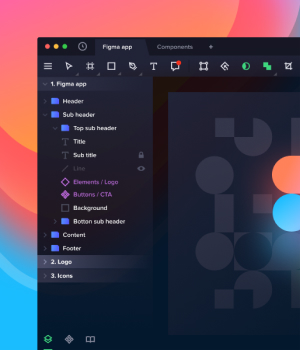 Figma app
Components
1. Figma app
Header
Sub header
Top sub header
Title
Sub title
Line
Elements / Logo
Buttons / CTA
Background
Botton sub header
Content
Footer
2. Logo
3. Icons